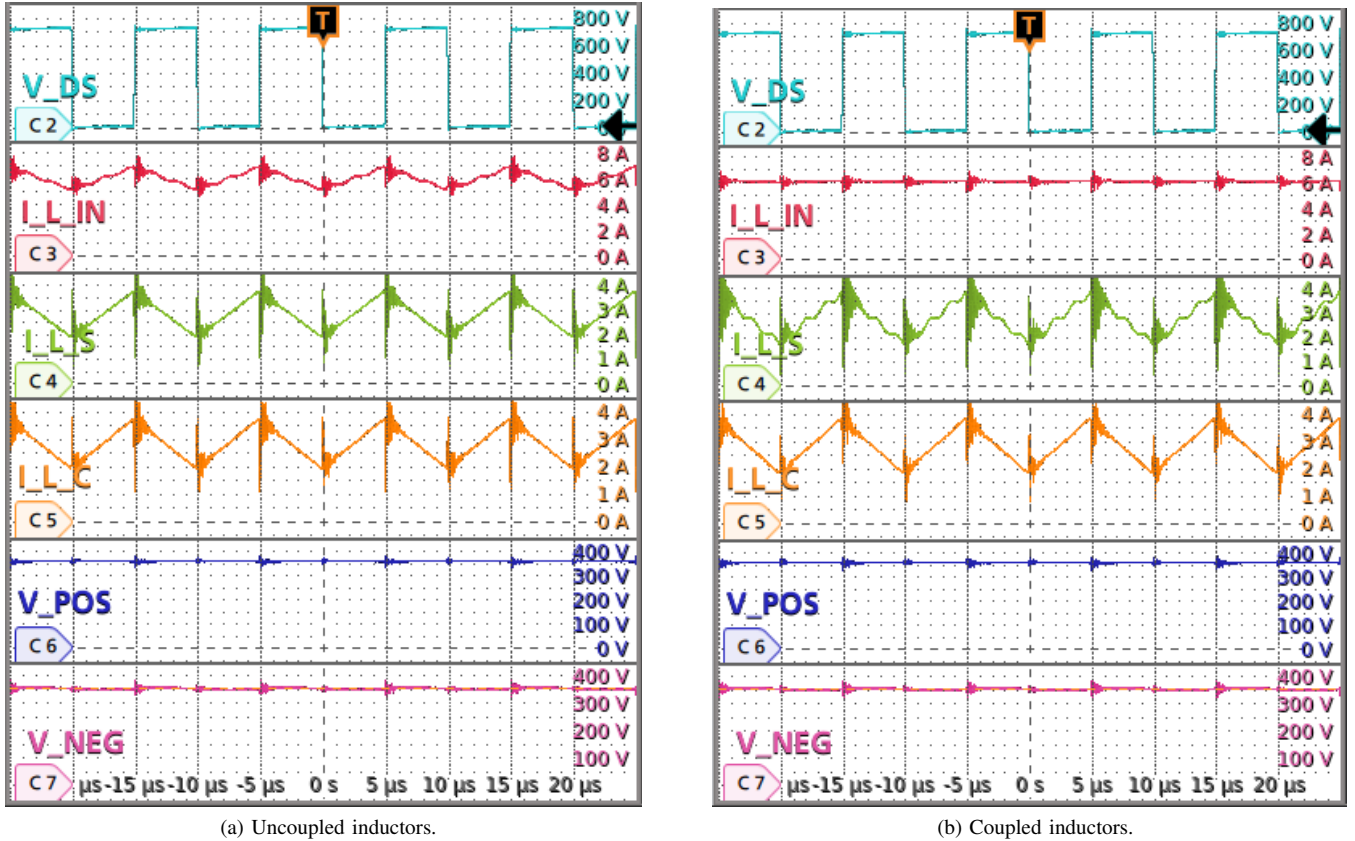 T
800 V
600 V
400 V
200 V
V_DS
C 2
8 A
6 A
4 A
2 A
0 A
I_L_IN
C 3
4 A
3 A
2 A
1 A
0 A
I_L_S
C 4
4 A
3 A
2 A
1 A
0 A
I_L_C
C 5
400 V
300 V
200 V
100 V
0 V
V_POS
C 6
400 V
300 V
200 V
100 V
V_NEG
C 7
µs -15 µs -10 µs -5 µs 0 s 5 µs 10 µs 15 µs 20 µs
(a) Uncoupled inductors.
T
800 V
600 V
400 V
200 V
V_DS
C 2
8 A
6 A
4 A
2 A
0 A
I_L_IN
C 3
4 A
3 A
2 A
1 A
0 A
I_L_S
C 4
4 A
3 A
2 A
1 A
0 A
I_L_C
C 5
400 V
300 V
200 V
100 V
0 V
V_POS
C 6
400 V
300 V
200 V
100 V
V_NEG
C 7
µs -15 µs -10 µs -5 µs 0 s 5 µs 10 µs 15 µs 20 µs
(b) Coupled inductors.